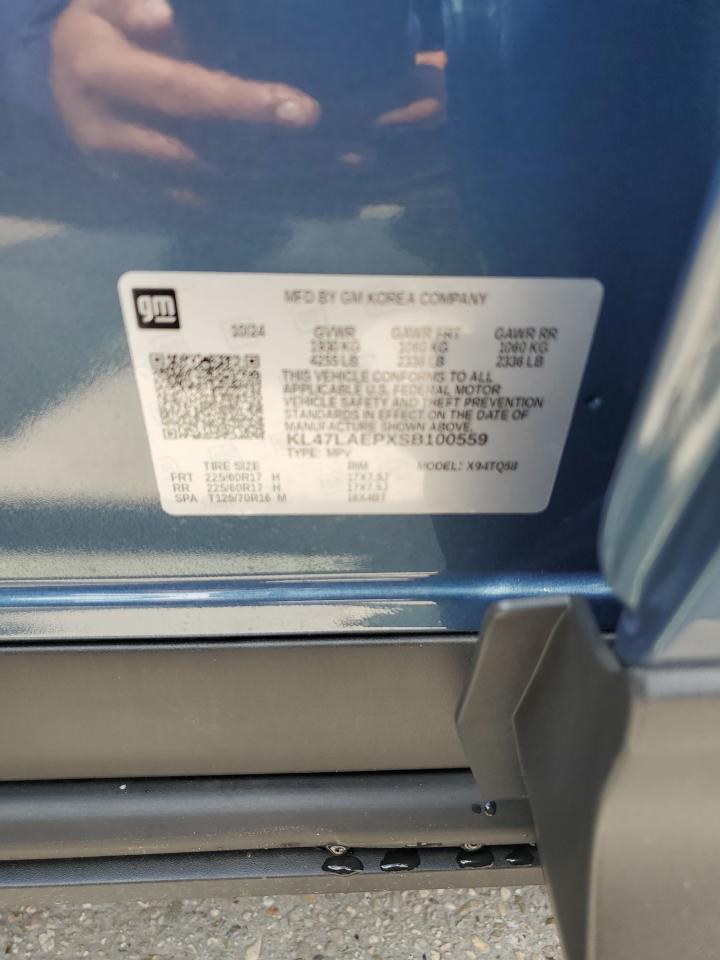 gm
MFD BY GM KOREA COMPANY
10/24 GVWR GAWR FRT GAWR RR
1930 KG 1060 KG 1060 KG
4255 LB 2336 LB 2336 LB
THIS VEHICLE CONFORMS TO ALL
APPLICABLE U.S. FEDERAL MOTOR
VEHICLE SAFETY AND THEFT PREVENTION
STANDARDS IN EFFECT ON THE DATE OF
MANUFACTURE SHOWN ABOVE.
KL47LAEPXSB100559
TYPE: MPV
TIRE SIZE RIM MODEL: X94TQ58
FRT 225/60R17 H 17X7.5J
RR 225/60R17 H 17X7.5J
SPA T125/70R16 M 16X4BT